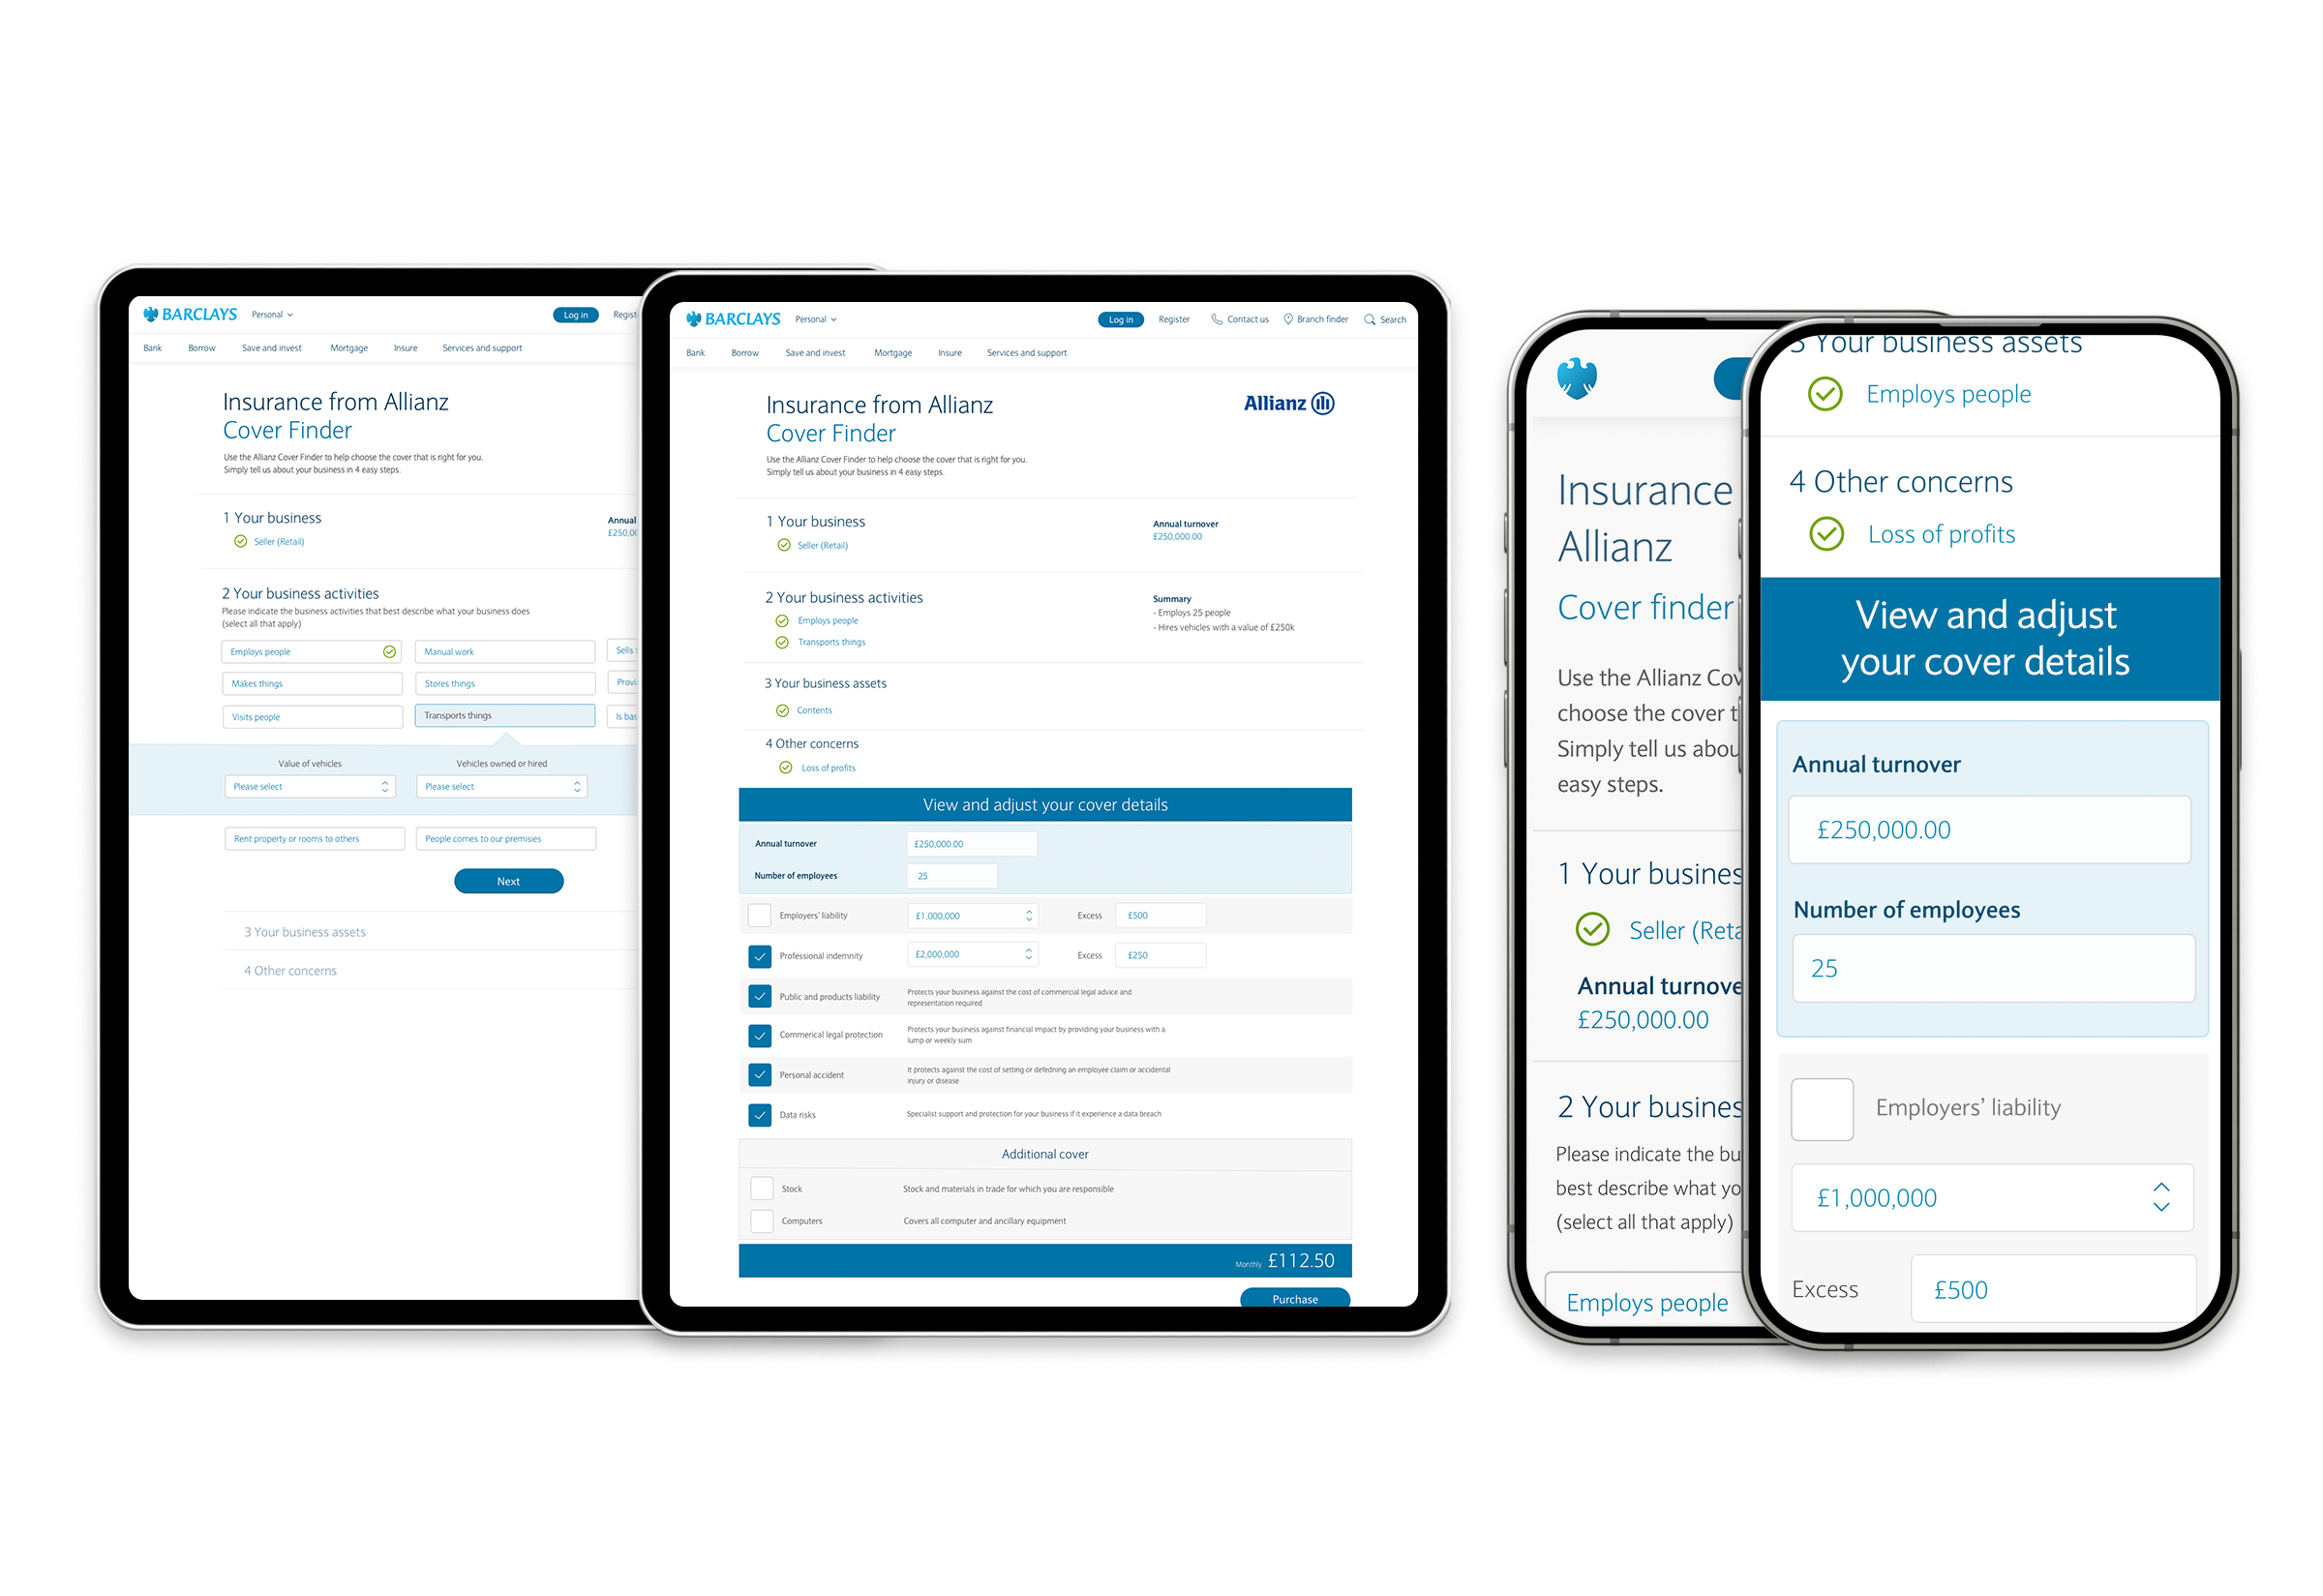 BARCLAYS Personal Log in
Bank Borrow Save and invest Mortgage Insure Services and support
Insurance from Allianz
Cover Finder
Use the Allianz Cover Finder to help choose the cover that is right for you.
Simply tell us about your business in 4 easy steps.
1 Your business
Seller (Retail)
Annual
2 Your business activities
Please indicate the business activities that best describe what your business does
(select all that apply)
Employs people Manual work
Makes things Stores things
Visits people Transports things
Value of vehicles Vehicles owned or hired
Please select Please select
Rent property or rooms to others People comes to our premisies
Next
3 Your business assets
4 Other concerns
BARCLAYS Personal Log in Register Contact us Branch finder Search
Bank Borrow Save and invest Mortgage Insure Services and support
Insurance from Allianz
Cover Finder
Allianz
Use the Allianz Cover Finder to help choose the cover that is right for you.
Simply tell us about your business in 4 easy steps.
1 Your business
Seller (Retail)
Annual turnover
£250,000.00
2 Your business activities
Employs people
Transports things
Summary
- Employs 25 people
- Hires vehicles with a value of £250k
3 Your business assets
Contents
4 Other concerns
Loss of profits
View and adjust your cover details
Annual turnover £250,000.00
Number of employees 25
Employers' liability £1,000,000 Excess £500
Professional indemnity £2,000,000 Excess £250
Public and products liability Protects your business against the cost of commercial legal advice and
representation required
Commerical legal protection Protects your business against financial impact by providing your business with a
lump or weekly sum
Personal accident It protects against the cost of setting or defedning an employee claim or accidental
injury or disease
Data risks Specialist support and protection for your business if it experience a data breach
Additional cover
Stock Stock and materials in trade for which you are responsible
Computers Covers all computer and ancillary equipment
Monthly £112.50
Purchase
Insurance
Allianz
Cover finder
Use the Allianz
choose the cover
Simply tell us
easy steps.
1 Your
Seller
Annual
£250,000.00
2 Your
Please indicate the
best describe what
(select all that apply)
Employs people
3 Your business assets
Employs people
4 Other concerns
Loss of profits
View and adjust
your cover details
Annual turnover
£250,000.00
Number of employees
25
Employers' liability
£1,000,000
Excess £500